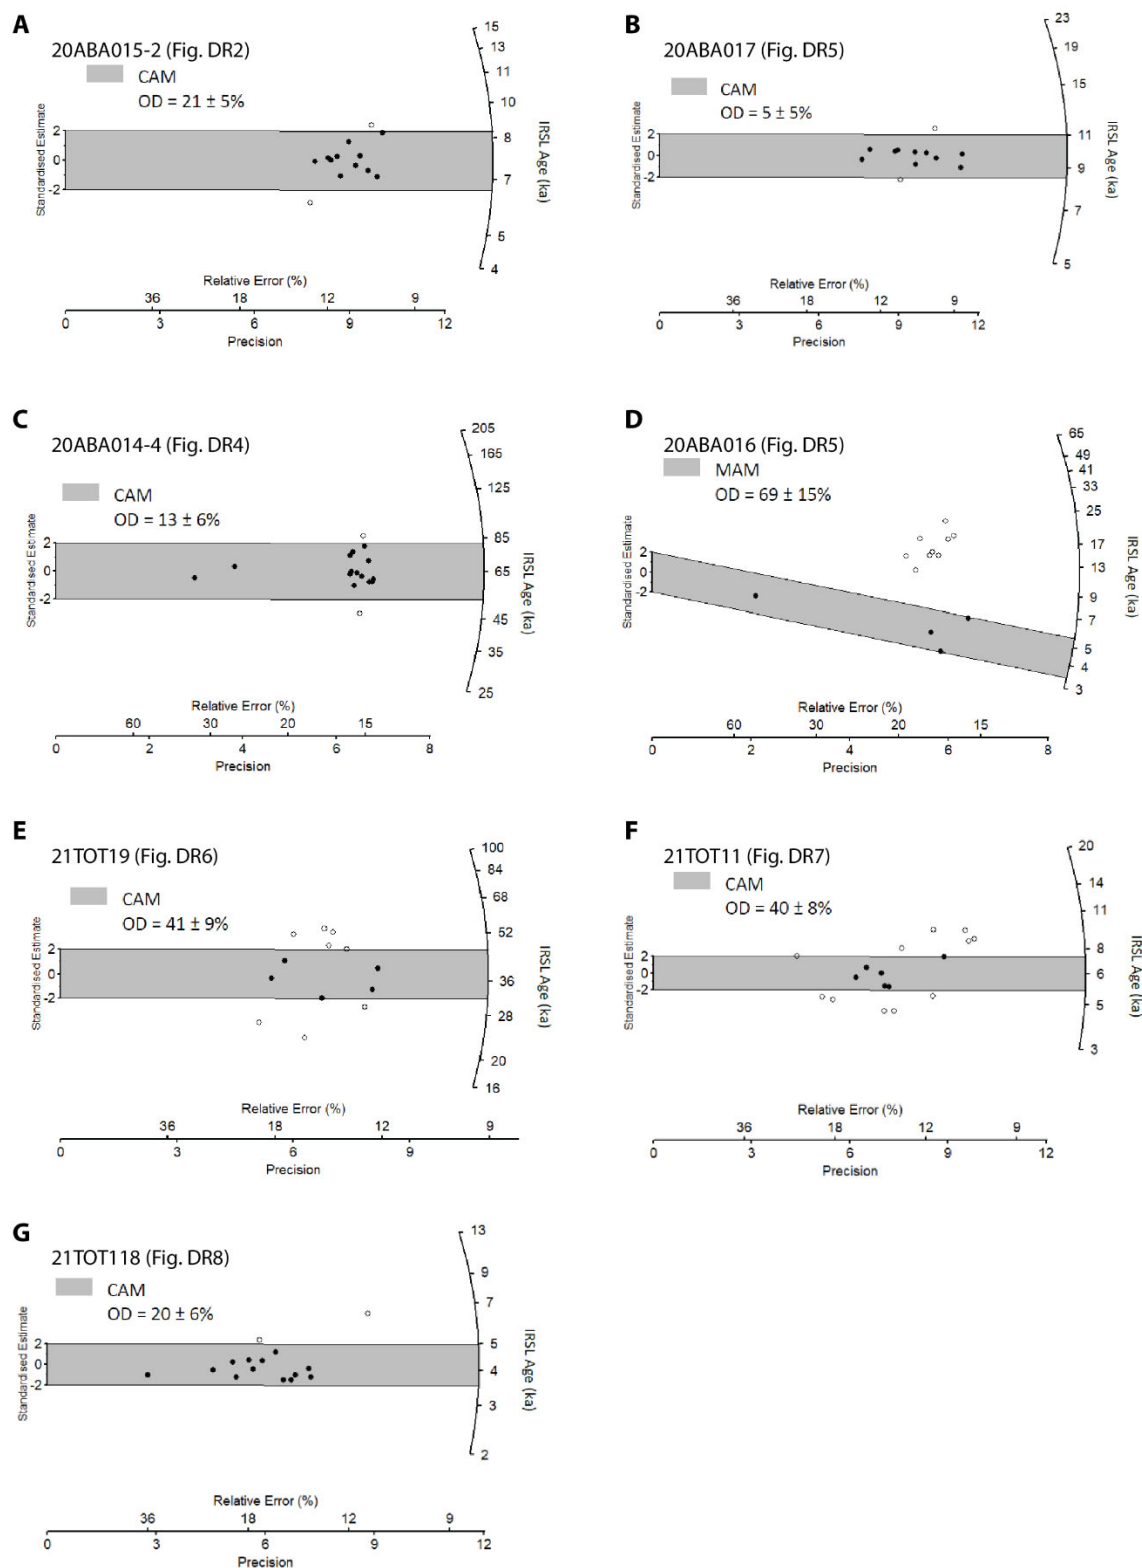 A
20ABA015-2 (Fig. DR2)
CAM
OD = 21 ± 5%
Standardised Estimate
2
0
-2
15
13
11
10
8
7
5
4
IRSL Age (ka)
Relative Error (%)
36 18 12 9
0 3 6 9 12
Precision
B
20ABA017 (Fig. DR5)
CAM
OD = 5 ± 5%
Standardised Estimate
2
0
-2
23
19
15
11
9
7
5
IRSL Age (ka)
Relative Error (%)
36 18 12 9
0 3 6 9 12
Precision
C
20ABA014-4 (Fig. DR4)
CAM
OD = 13 ± 6%
Standardised Estimate
2
0
-2
205
165
125
85
65
45
35
25
IRSL Age (ka)
Relative Error (%)
60 30 20 15
0 2 4 6 8
Precision
D
20ABA016 (Fig. DR5)
MAM
OD = 69 ± 15%
Standardised Estimate
2
0
-2
65
49
41
33
25
17
13
9
7
5
4
3
IRSL Age (ka)
Relative Error (%)
60 30 20 15
0 2 4 6 8
Precision
E
21TOT19 (Fig. DR6)
CAM
OD = 41 ± 9%
Standardised Estimate
2
0
-2
100
84
68
52
36
28
20
16
IRSL Age (ka)
Relative Error (%)
36 18 12 9
0 3 6 9
Precision
F
21TOT11 (Fig. DR7)
CAM
OD = 40 ± 8%
Standardised Estimate
2
0
-2
20
14
11
8
6
5
3
IRSL Age (ka)
Relative Error (%)
36 18 12 9
0 3 6 9 12
Precision
G
21TOT118 (Fig. DR8)
CAM
OD = 20 ± 6%
Standardised Estimate
2
0
-2
13
9
7
5
4
3
2
IRSL Age (ka)
Relative Error (%)
36 18 12 9
0 3 6 9 12
Precision